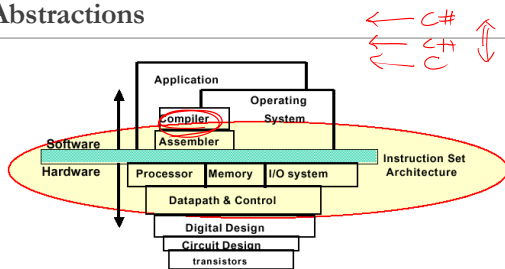 Abstractions
C#
C++
C
Application
Operating
System
Compiler
Assembler
Software
Instruction Set
Architecture
Hardware
Processor Memory I/O system
Datapath & Control
Digital Design
Circuit Design
transistors